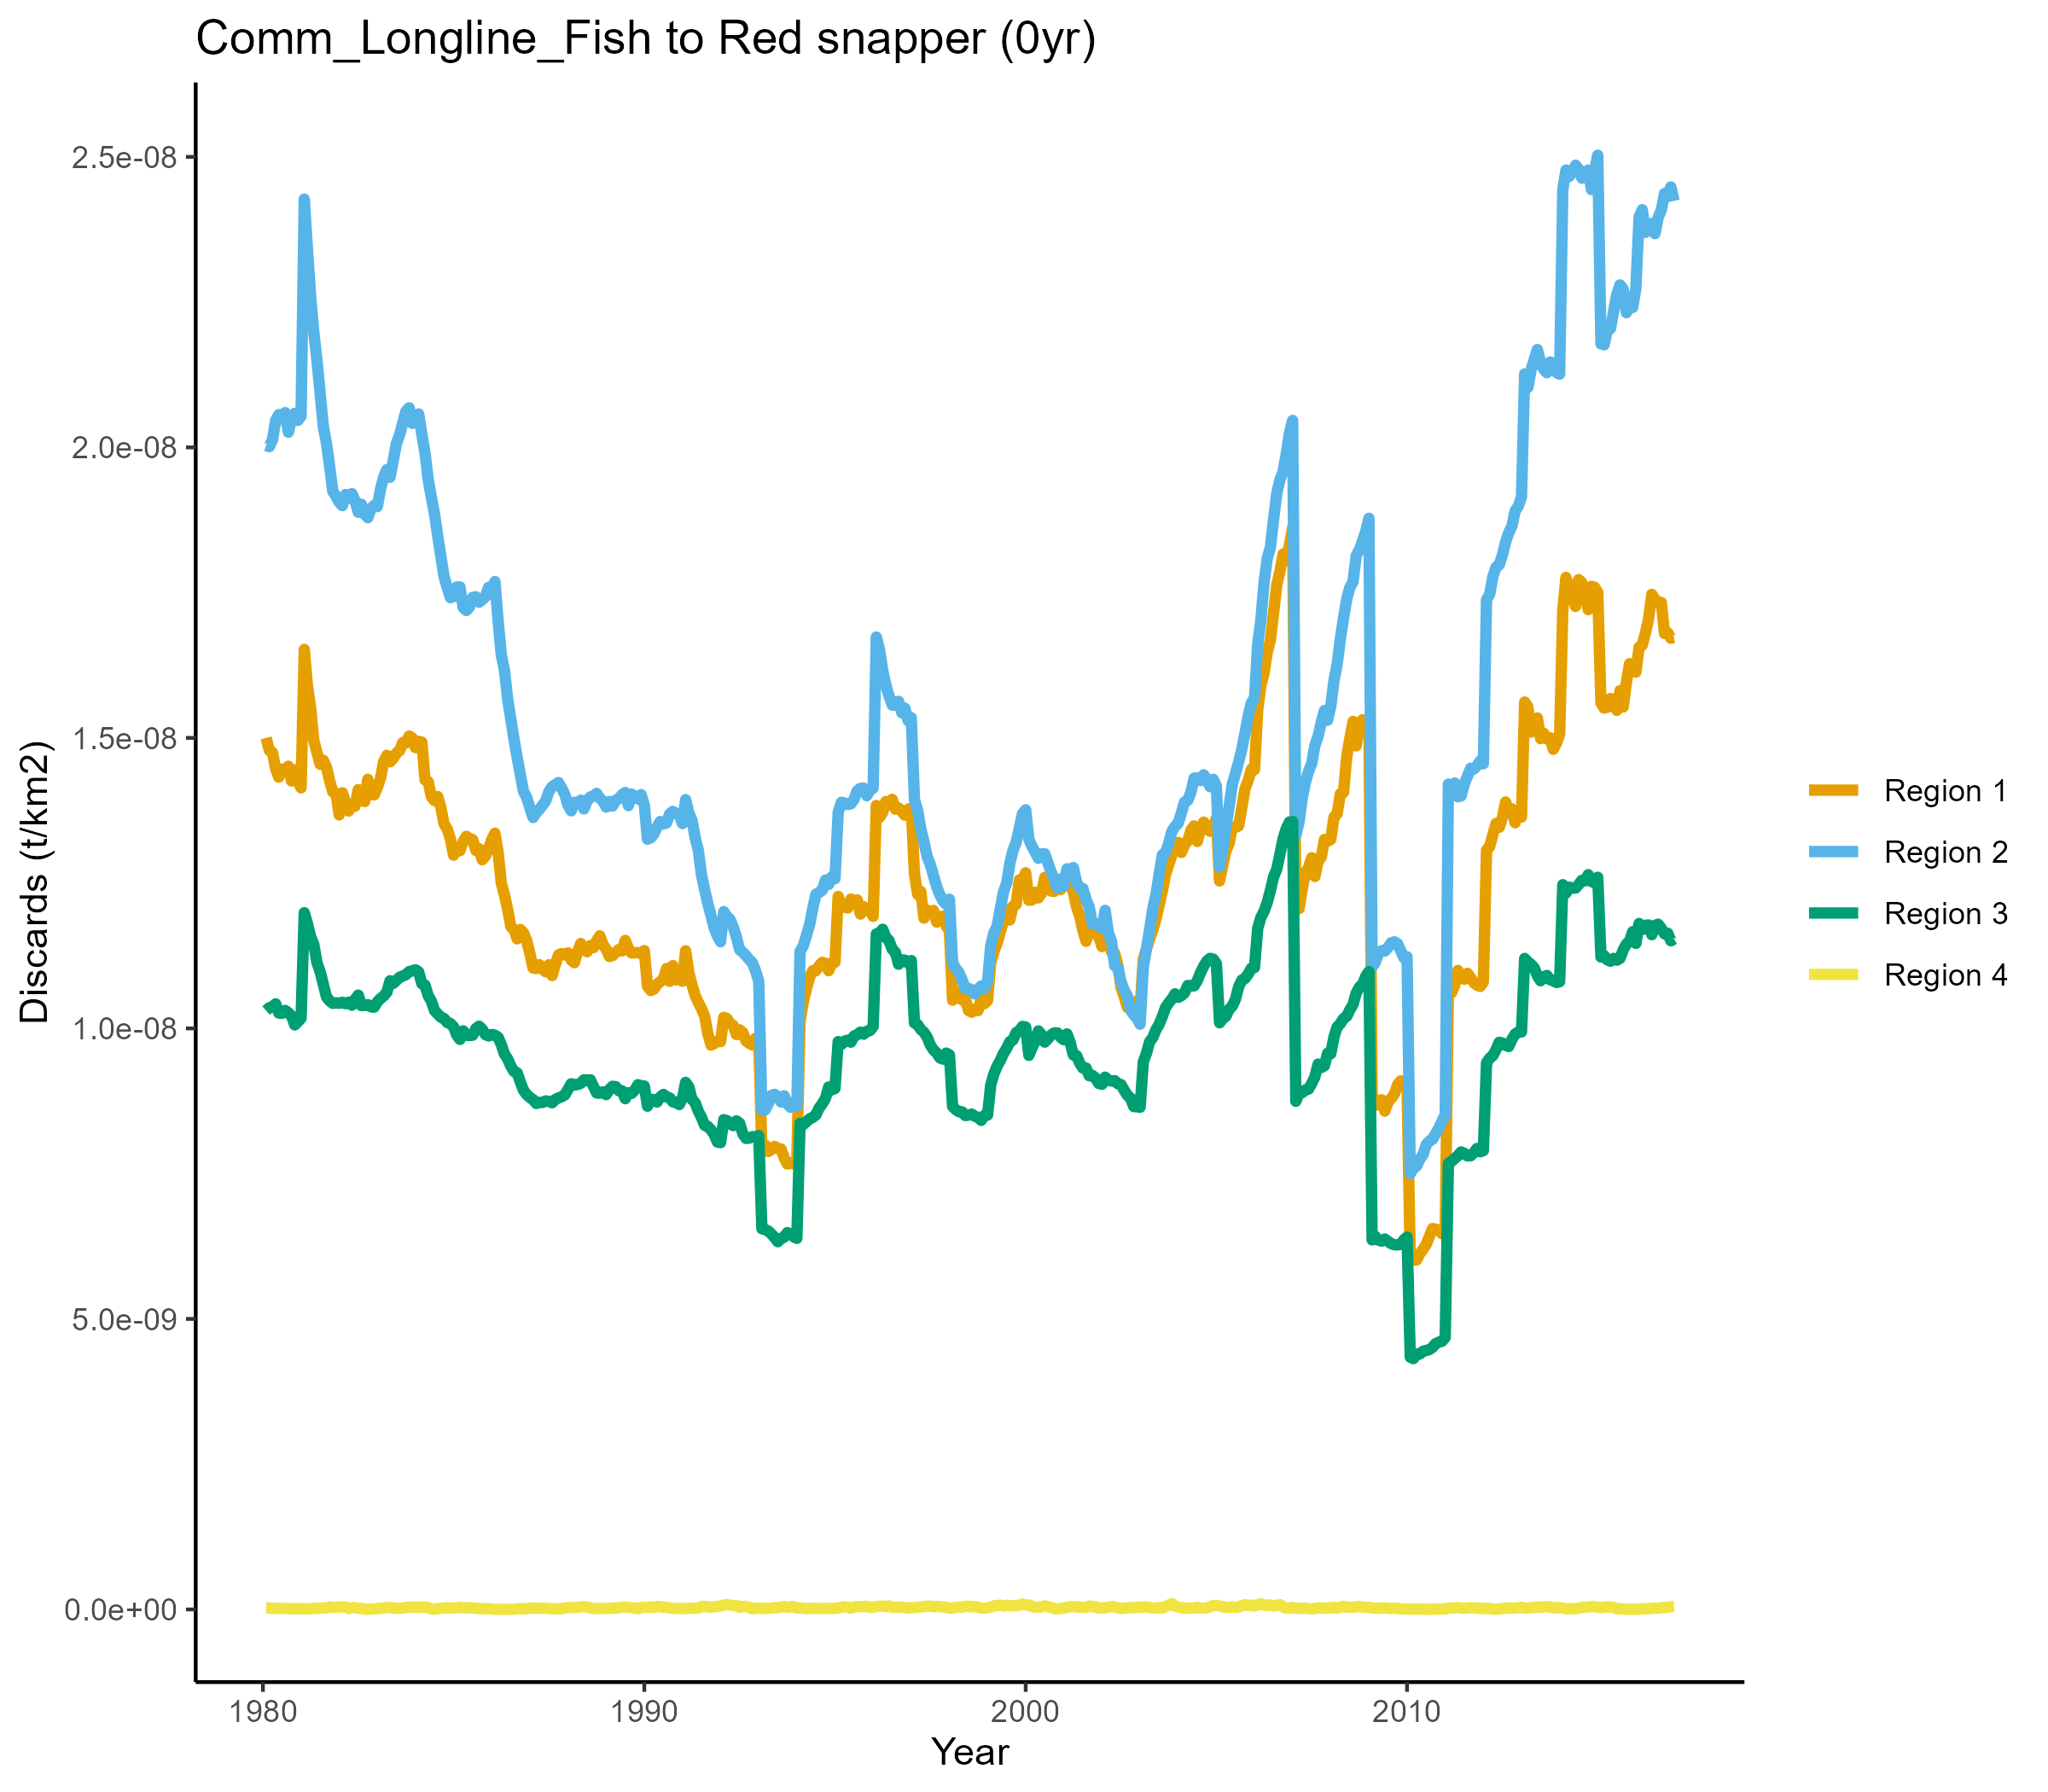 Comm_Longline_Fish to Red snapper (0yr)
2.5e-08
2.0e-08
1.5e-08
1.0e-08
5.0e-09
0.0e+00
Discards (t/km2)
1980
1990
2000
2010
Year
Region 1
Region 2
Region 3
Region 4